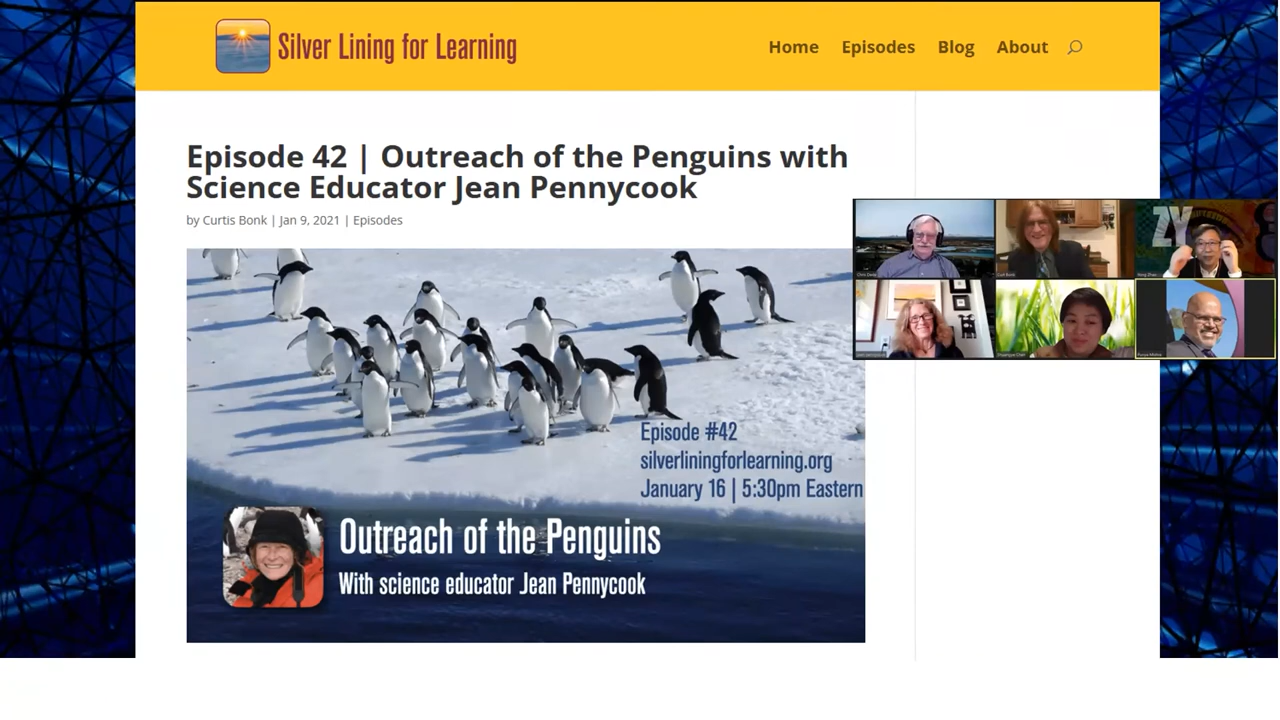 Silver Lining for Learning
Home Episodes Blog About
Episode 42 | Outreach of the Penguins with
Science Educator Jean Pennycook
by Curtis Bonk | Jan 9, 2021 | Episodes
ZY
Episode #42
silverliningforlearning.org
January 16 | 5:30pm Eastern
Outreach of the Penguins
With science educator Jean Pennycook